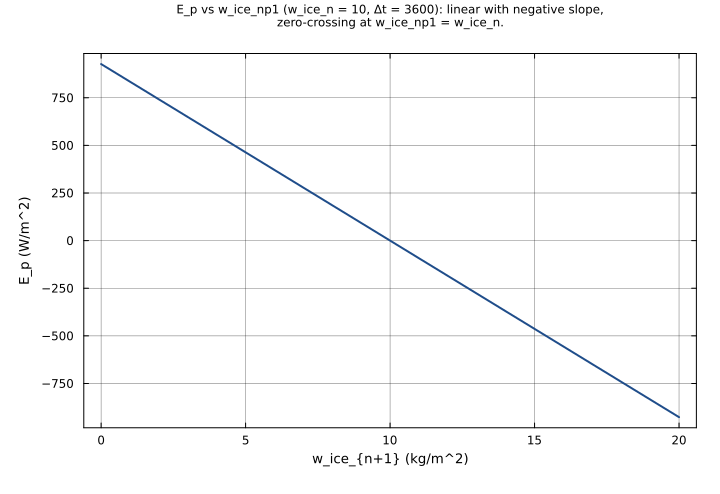 E_p vs w_ice_np1 (w_ice_n = 10, Δt = 3600): linear with negative slope,
zero-crossing at w_ice_np1 = w_ice_n.
750
500
250
0
−250
−500
−750
E_p (W/m^2)
0 5 10 15 20
w_ice_{n+1} (kg/m^2)